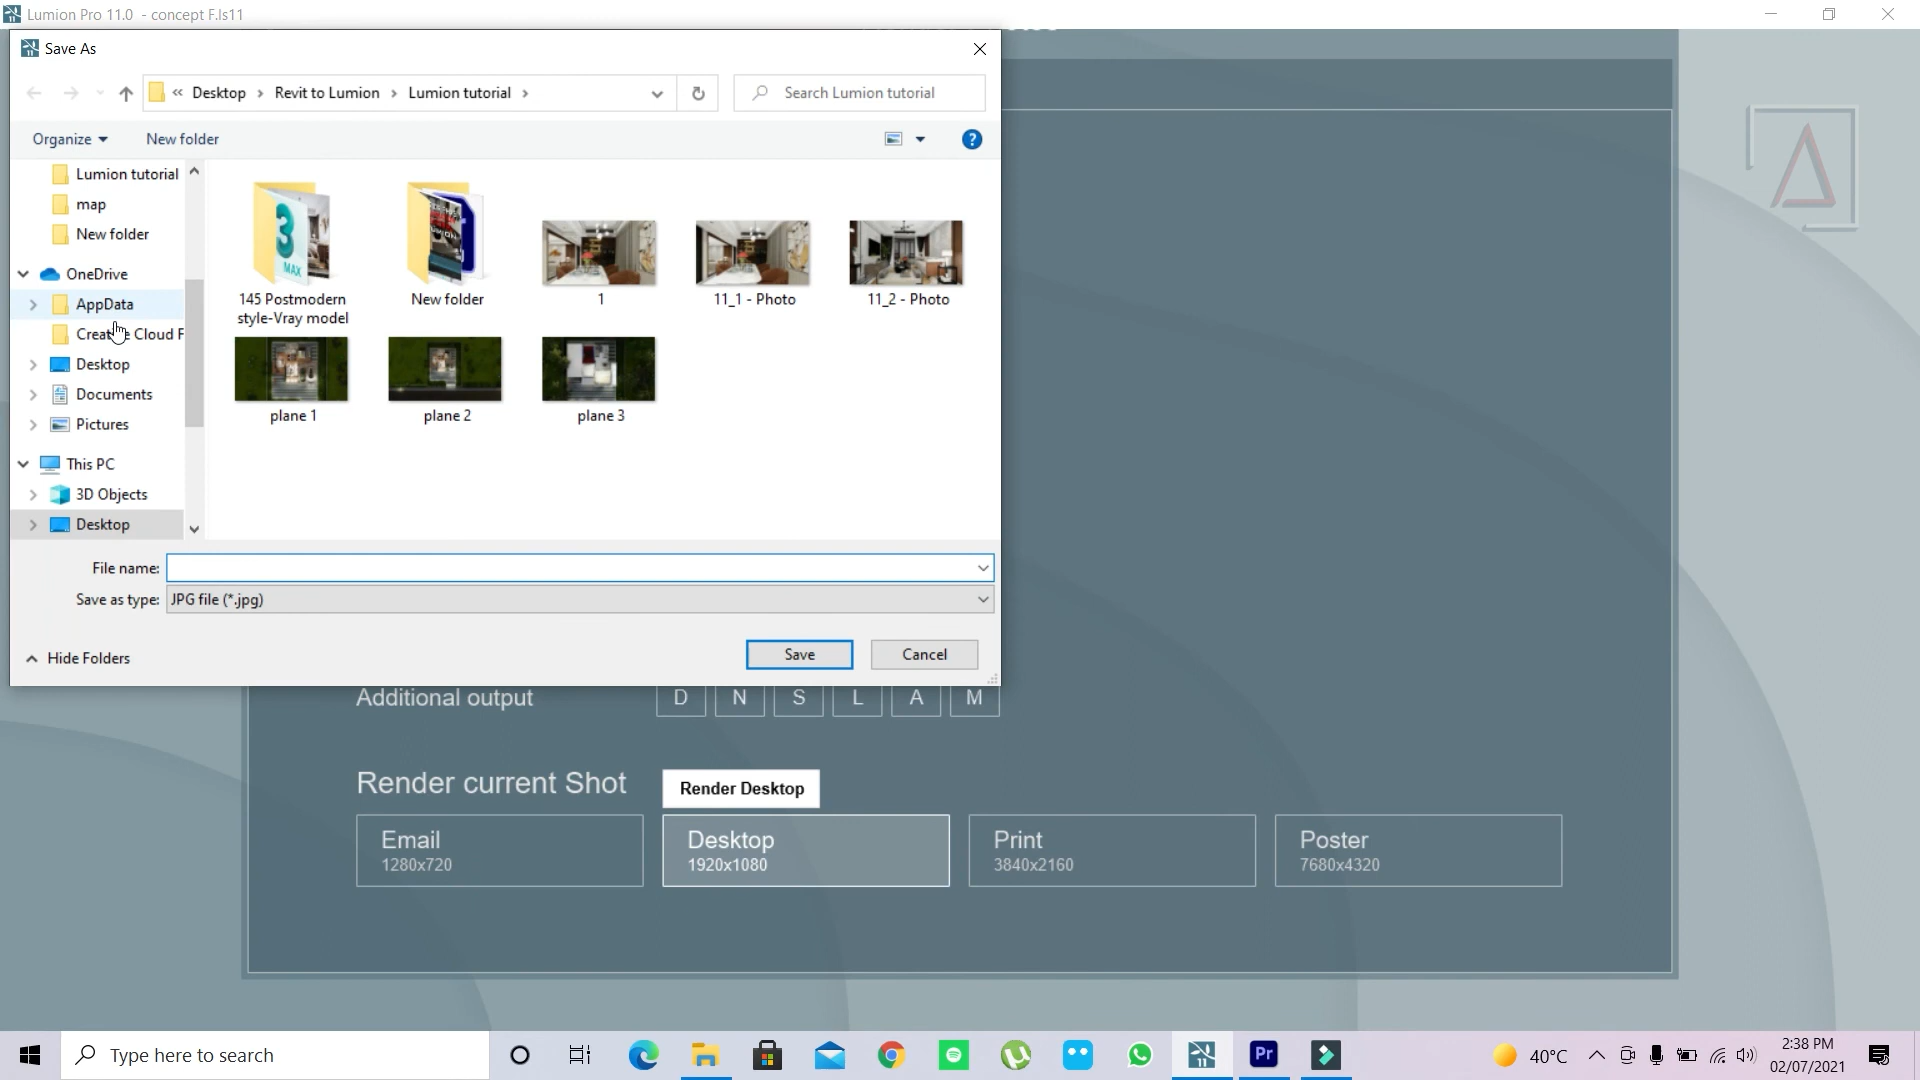 Lumion Pro 11.0 - concept F.ls11
Save As
« Desktop > Revit to Lumion > Lumion tutorial >
Search Lumion tutorial
Organize
New folder
Lumion tutorial
map
New folder
OneDrive
AppData
Cloud F
Desktop
Documents
Pictures
This PC
3D Objects
Desktop
145 Postmodern
style-Vray model
New folder
1
11_1 - Photo
11_2 - Photo
plane 1
plane 2
plane 3
File name:
Save as type: JPG file (*.jpg)
Hide Folders
Save
Cancel
Additional output
D N S L A M
Render current Shot
Render Desktop
Email
1280x720
Desktop
1920x1080
Print
3840x2160
Poster
7680x4320
Type here to search
Pr
11
40°C
2:38 PM
02/07/2021